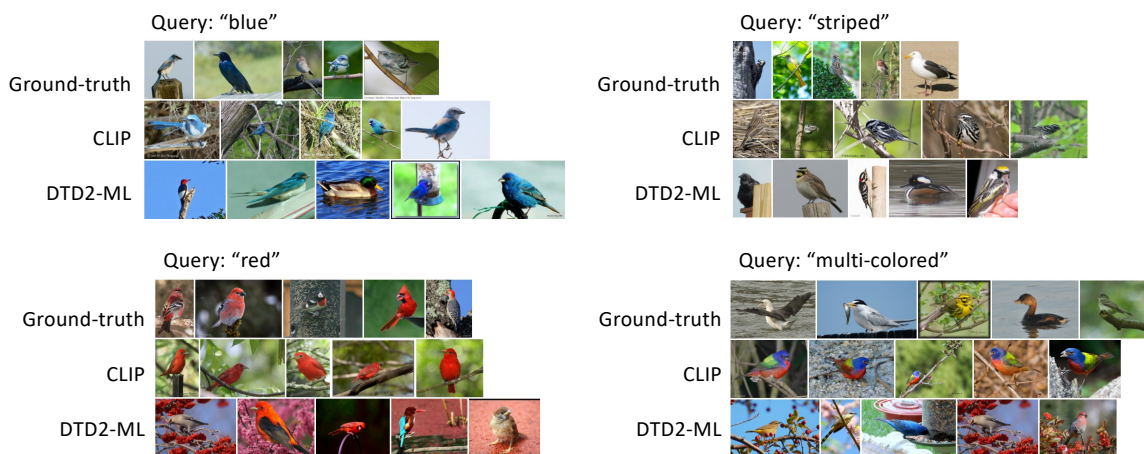 Query: "blue"
Ground-truth
CLIP
DTD2-ML
Query: "striped"
Ground-truth
CLIP
DTD2-ML
Query: "red"
Ground-truth
CLIP
DTD2-ML
Query: "multi-colored"
Ground-truth
CLIP
DTD2-ML